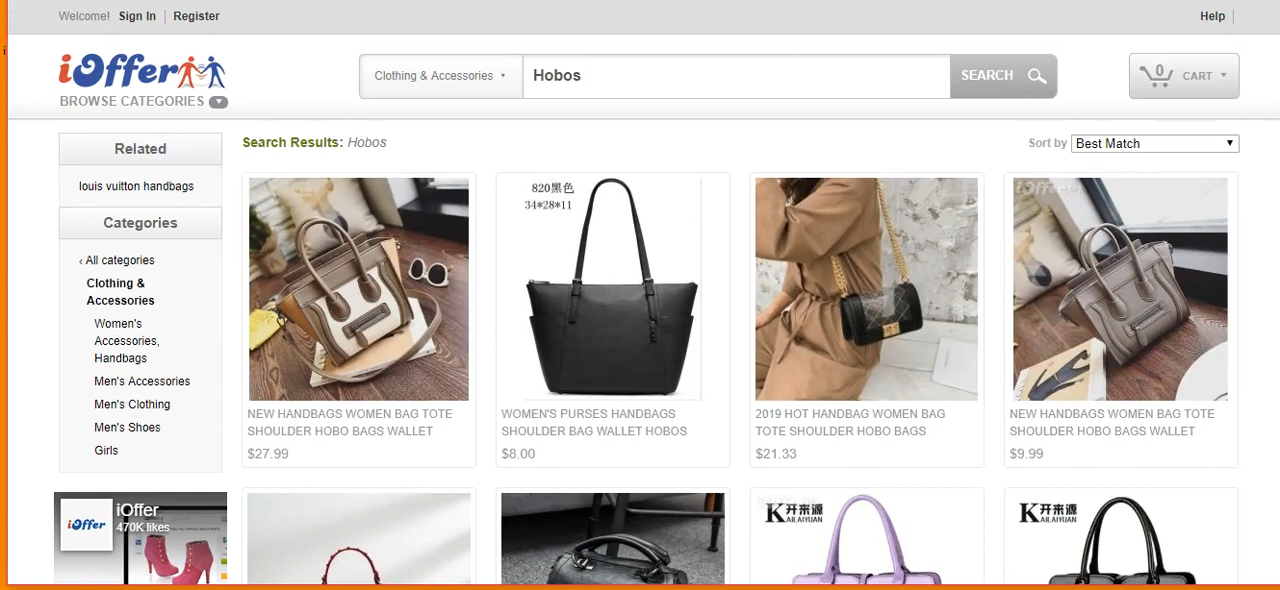 Welcome! Sign In Register Help
iOffer
Clothing & Accessories Hobos SEARCH 0 CART
BROWSE CATEGORIES
Related
louis vuitton handbags
Categories
‹ All categories
Clothing &
Accessories
Women's
Accessories,
Handbags
Men's Accessories
Men's Clothing
Men's Shoes
Girls
iOffer
iOffer
470K likes
Search Results: Hobos
Sort by Best Match
820黑色
34*28*11
iOffer
NEW HANDBAGS WOMEN BAG TOTE
SHOULDER HOBO BAGS WALLET
$27.99
WOMEN'S PURSES HANDBAGS
SHOULDER BAG WALLET HOBOS
$8.00
2019 HOT HANDBAG WOMEN BAG
TOTE SHOULDER HOBO BAGS
$21.33
NEW HANDBAGS WOMEN BAG TOTE
SHOULDER HOBO BAGS WALLET
$9.99
K开来源
AILAIYUAN
K开来源
AILAIYUAN